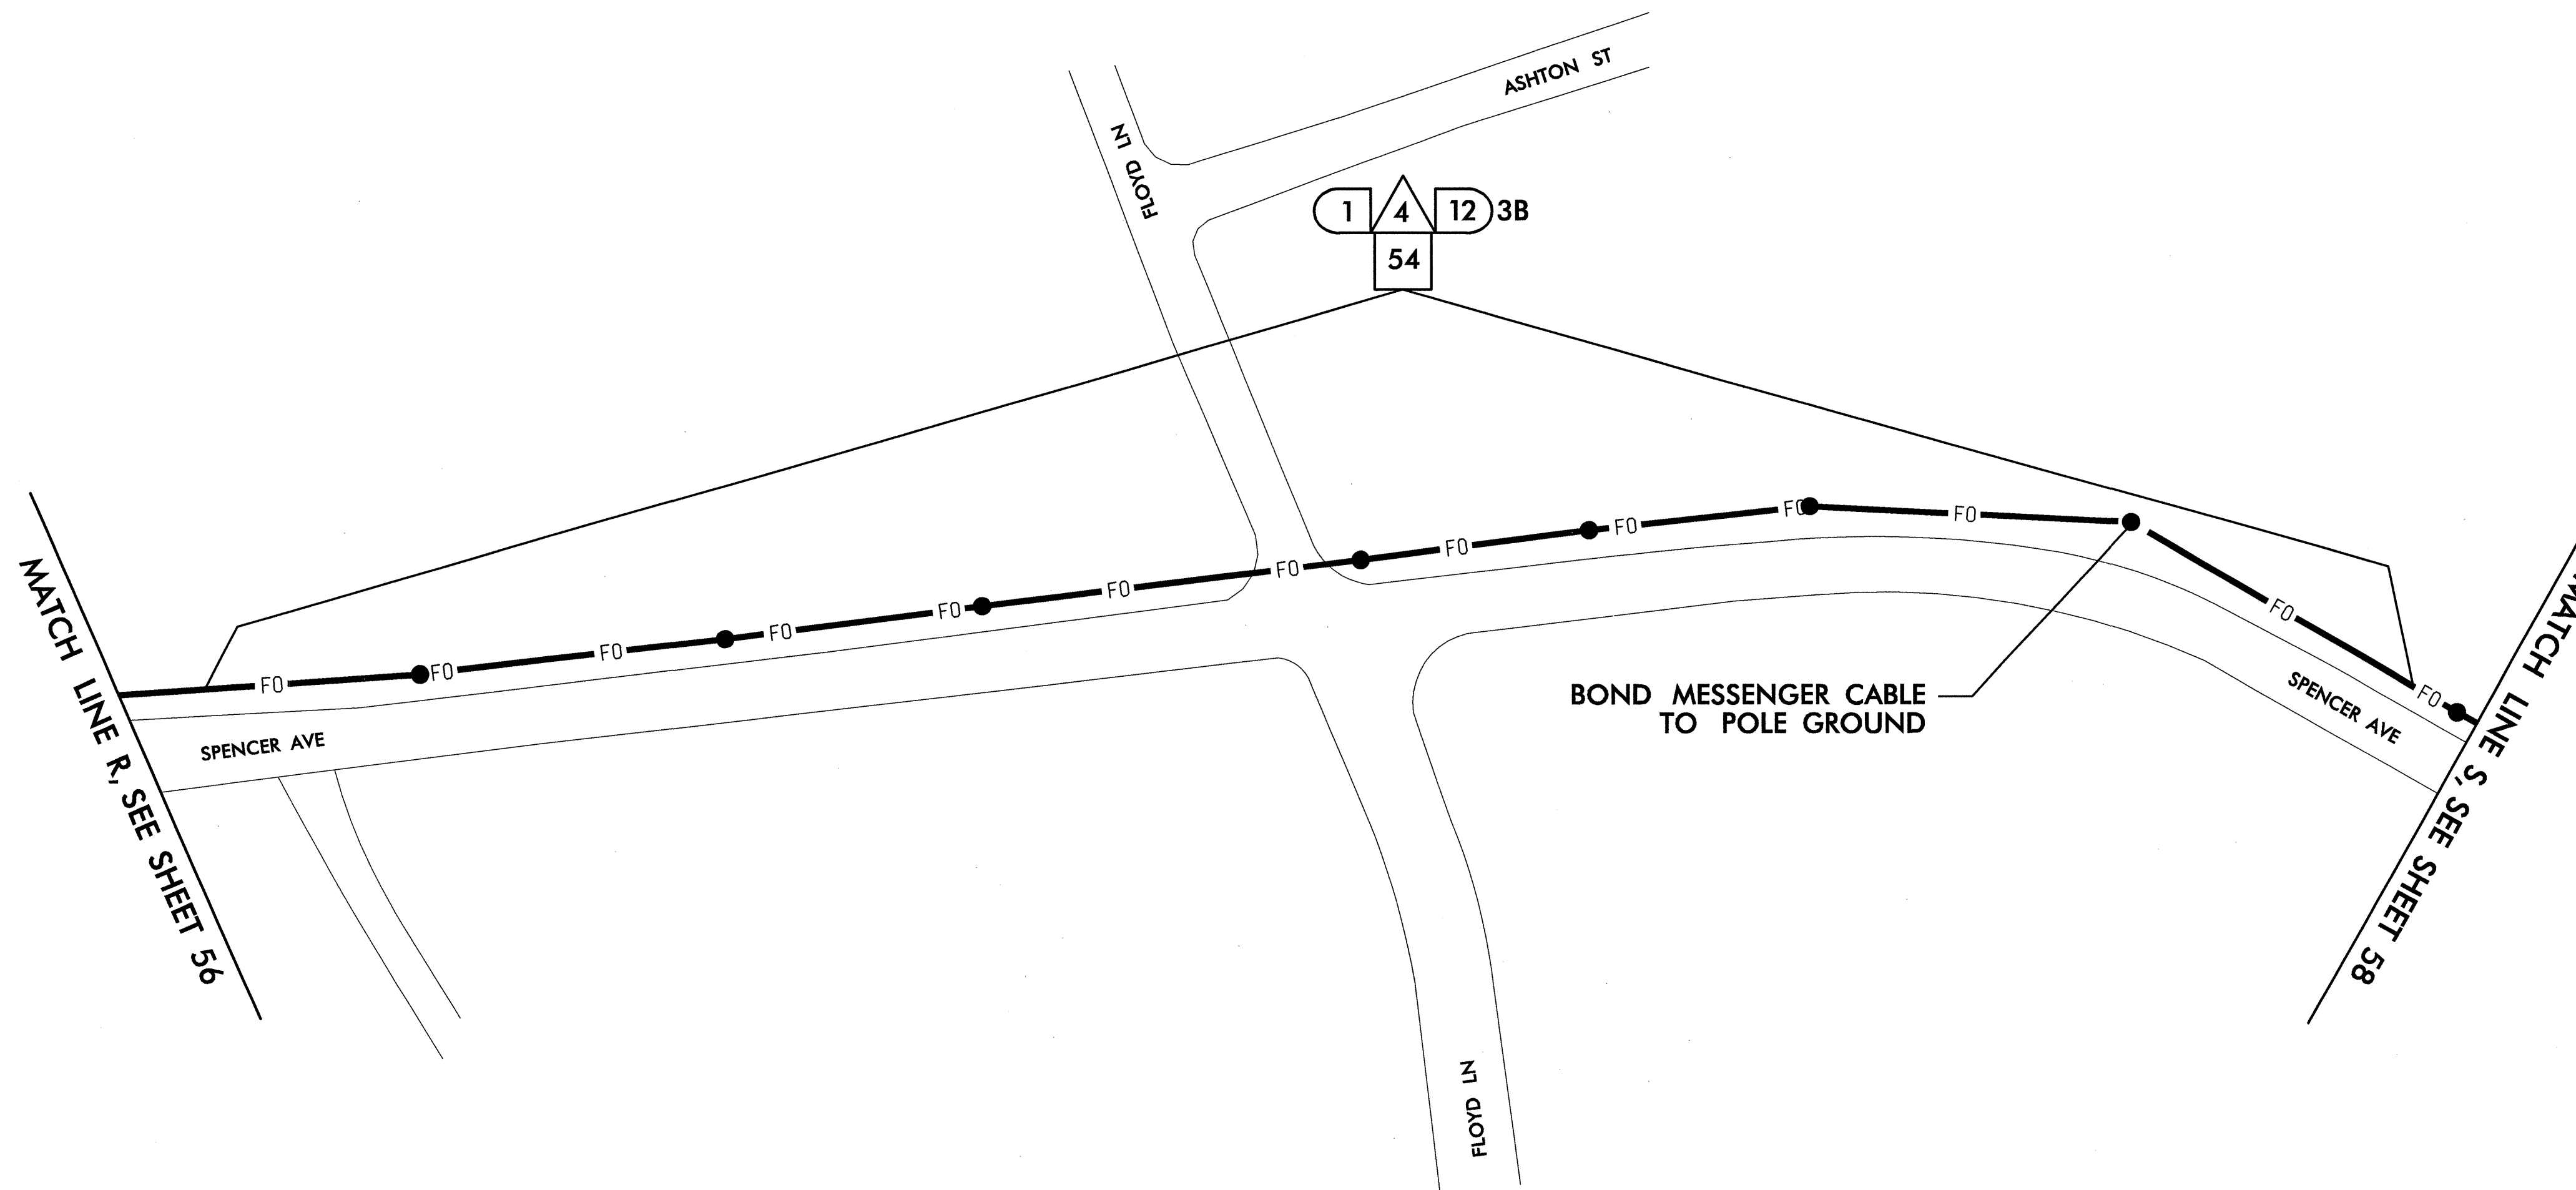 ASHTON ST
FLOYD LN
1 4 12 3B
54
FO FO FO FO FO FO FO FO FO FO FO FO FO
MATCH LINE R, SEE SHEET 56
SPENCER AVE
BOND MESSENGER CABLE
TO POLE GROUND
SPENCER AVE
MATCH LINE S, SEE SHEET 58
FLOYD LN